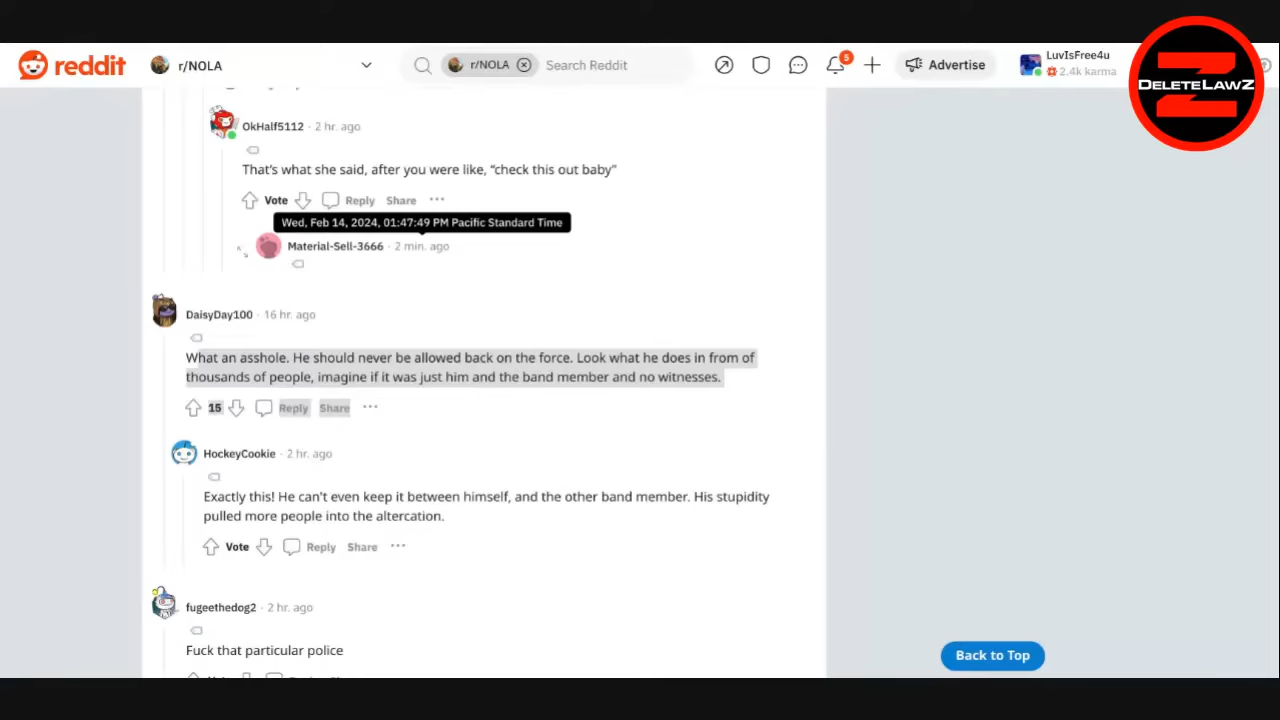 reddit
r/NOLA
r/NOLA
Search Reddit
5
Advertise
LuvIsFree4u
2.4k karma
DELETELAWZ
OkHalf5112 · 2 hr. ago
That's what she said, after you were like, “check this out baby”
Vote Reply Share ...
Wed, Feb 14, 2024, 01:47:49 PM Pacific Standard Time
Material-Sell-3666 · 2 min. ago
DaisyDay100 · 16 hr. ago
What an asshole. He should never be allowed back on the force. Look what he does in from of
thousands of people, imagine if it was just him and the band member and no witnesses.
15 Reply Share ...
HockeyCookie · 2 hr. ago
Exactly this! He can't even keep it between himself, and the other band member. His stupidity
pulled more people into the altercation.
Vote Reply Share ...
fugeethedog2 · 2 hr. ago
Fuck that particular police
Back to Top